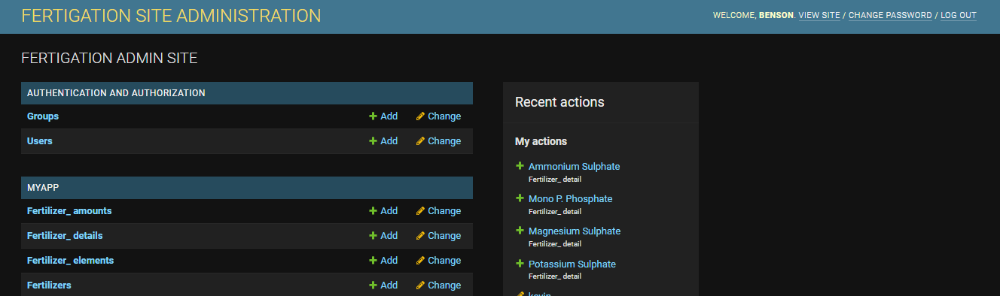 FERTIGATION SITE ADMINISTRATION
WELCOME, BENSON. VIEW SITE / CHANGE PASSWORD / LOG OUT
FERTIGATION ADMIN SITE
AUTHENTICATION AND AUTHORIZATION
Groups Add Change
Users Add Change
MYAPP
Fertilizer_ amounts Add Change
Fertilizer_ details Add Change
Fertilizer_ elements Add Change
Fertilizers Add Change
Recent actions
My actions
Ammonium Sulphate
Fertilizer_ detail
Mono P. Phosphate
Fertilizer_ detail
Magnesium Sulphate
Fertilizer_ detail
Potassium Sulphate
Fertilizer_ detail